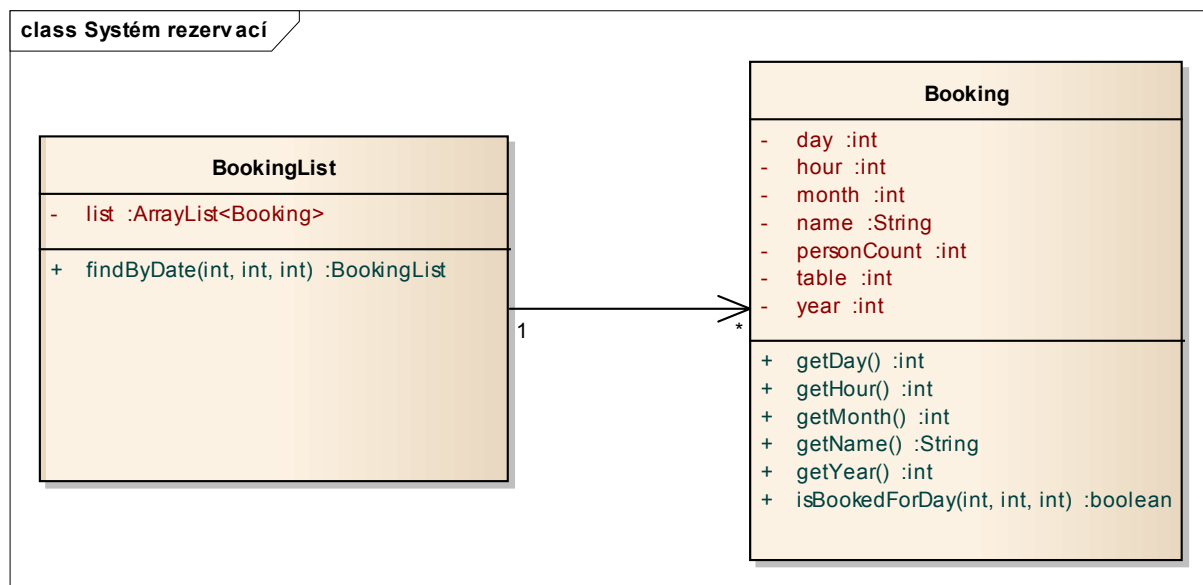 class Systém rezervací
BookingList
- list :ArrayList<Booking>
+ findByDate(int, int, int) :BookingList
1
*
Booking
- day :int
- hour :int
- month :int
- name :String
- personCount :int
- table :int
- year :int
+ getDay() :int
+ getHour() :int
+ getMonth() :int
+ getName() :String
+ getYear() :int
+ isBookedForDay(int, int, int) :boolean